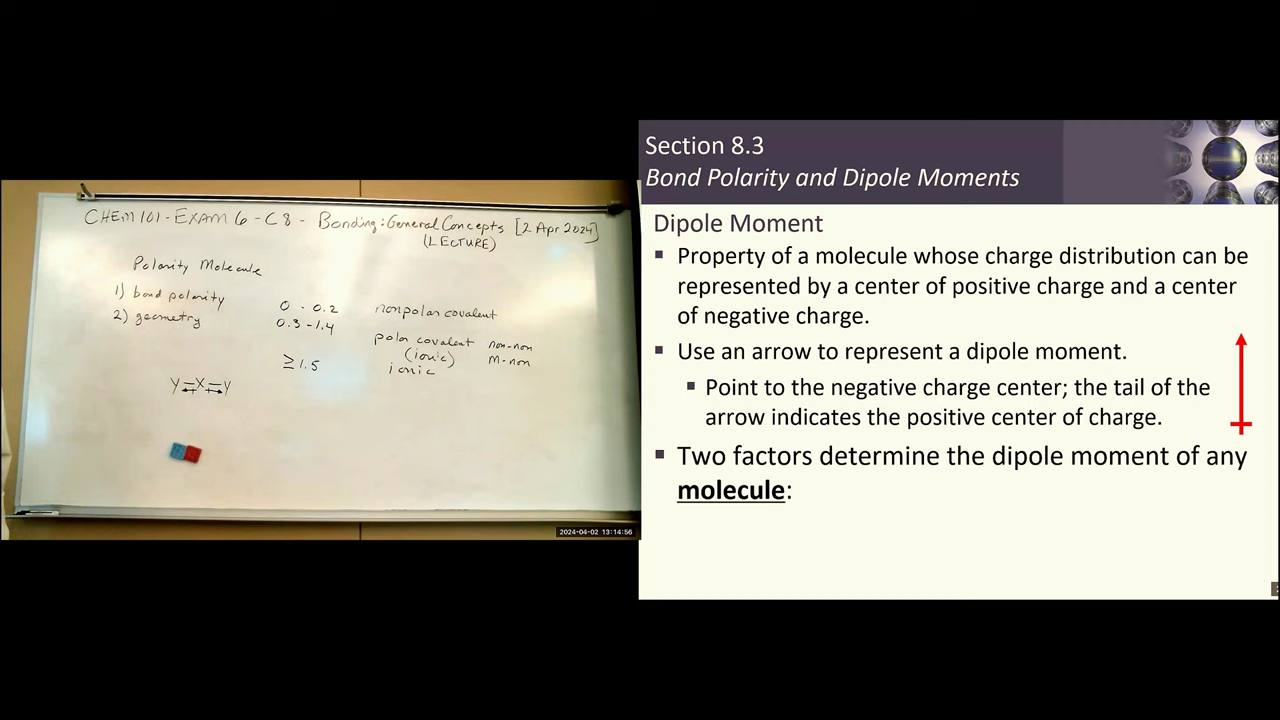 CHEM 101 - EXAM 6 - C8 - Bonding: General Concepts [2 Apr 2024]
(LECTURE)
Polarity Molecule
1) bond polarity
2) geometry
0 - 0.2 nonpolar covalent
0.3 - 1.4 polar covalent non-non
(ionic) M-non
≥ 1.5 ionic
Y=X=Y
2024-04-02 13:14:56
Section 8.3
Bond Polarity and Dipole Moments
Dipole Moment
▪ Property of a molecule whose charge distribution can be
represented by a center of positive charge and a center
of negative charge.
▪ Use an arrow to represent a dipole moment.
▪ Point to the negative charge center; the tail of the
arrow indicates the positive center of charge.
▪ Two factors determine the dipole moment of any
molecule: